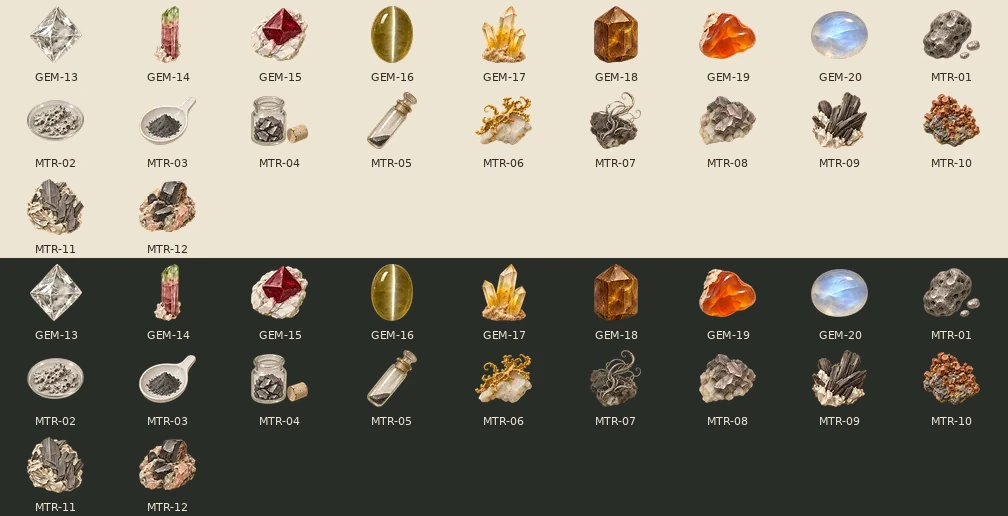 GEM-13 GEM-14 GEM-15 GEM-16 GEM-17 GEM-18 GEM-19 GEM-20 MTR-01
MTR-02 MTR-03 MTR-04 MTR-05 MTR-06 MTR-07 MTR-08 MTR-09 MTR-10
MTR-11 MTR-12
GEM-13 GEM-14 GEM-15 GEM-16 GEM-17 GEM-18 GEM-19 GEM-20 MTR-01
MTR-02 MTR-03 MTR-04 MTR-05 MTR-06 MTR-07 MTR-08 MTR-09 MTR-10
MTR-11 MTR-12